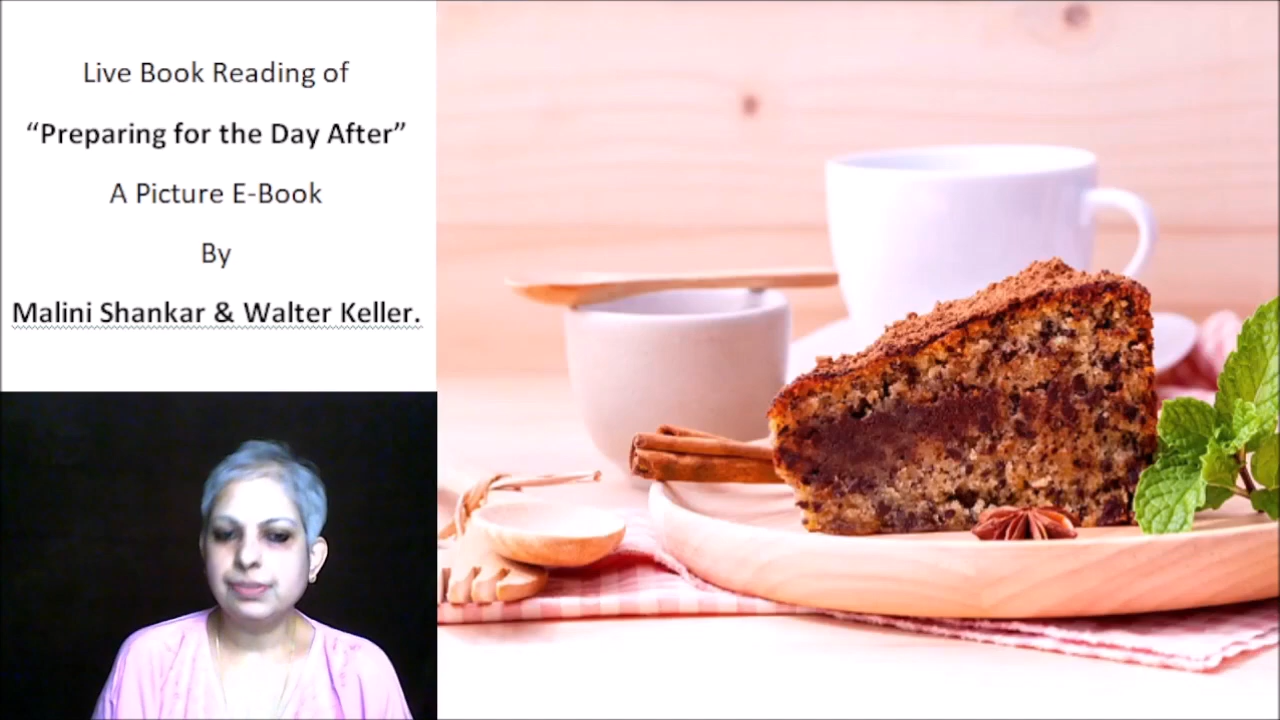 Live Book Reading of
“Preparing for the Day After”
A Picture E-Book
By
Malini Shankar & Walter Keller.